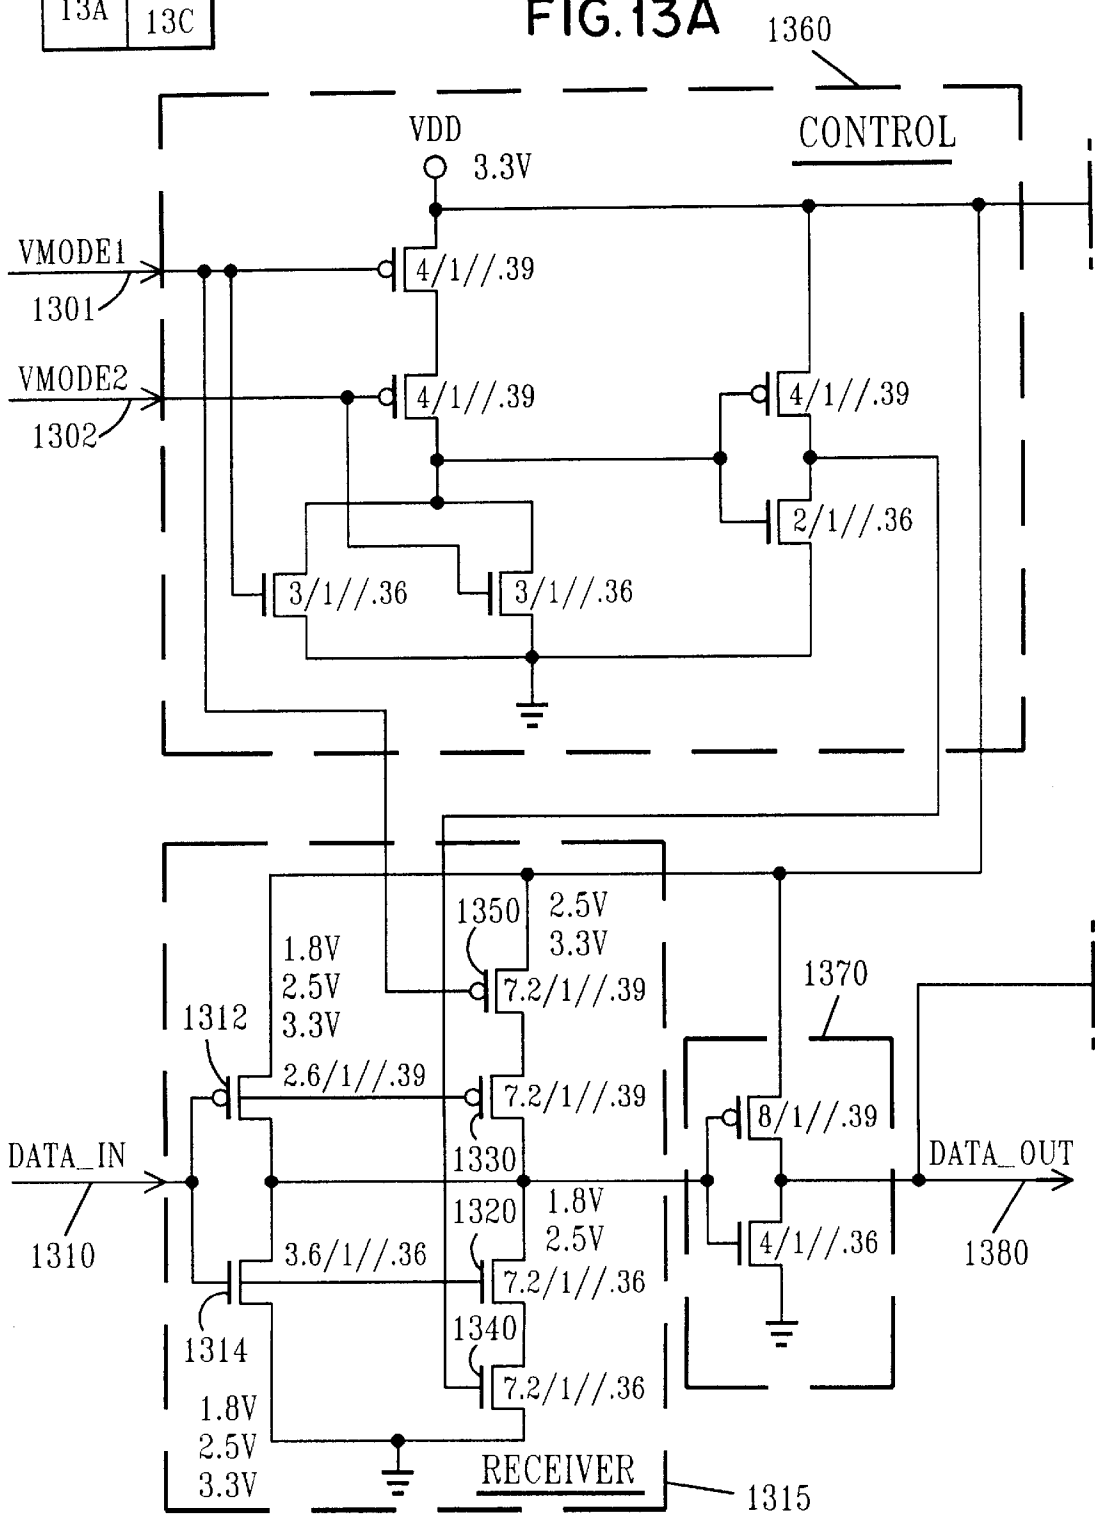 13A
13C
FIG.13A
1360
VDD
3.3V
CONTROL
VMODE1
1301
4/1//.39
VMODE2
1302
4/1//.39
4/1//.39
2/1//.36
3/1//.36
3/1//.36
1350
2.5V
3.3V
1.8V
2.5V
3.3V
7.2/1//.39
1370
1312
2.6/1//.39
7.2/1//.39
8/1//.39
1330
DATA_IN
DATA_OUT
1310
1320
1.8V
2.5V
3.6/1//.36
7.2/1//.36
4/1//.36
1380
1314
1340
7.2/1//.36
1.8V
2.5V
3.3V
RECEIVER
1315